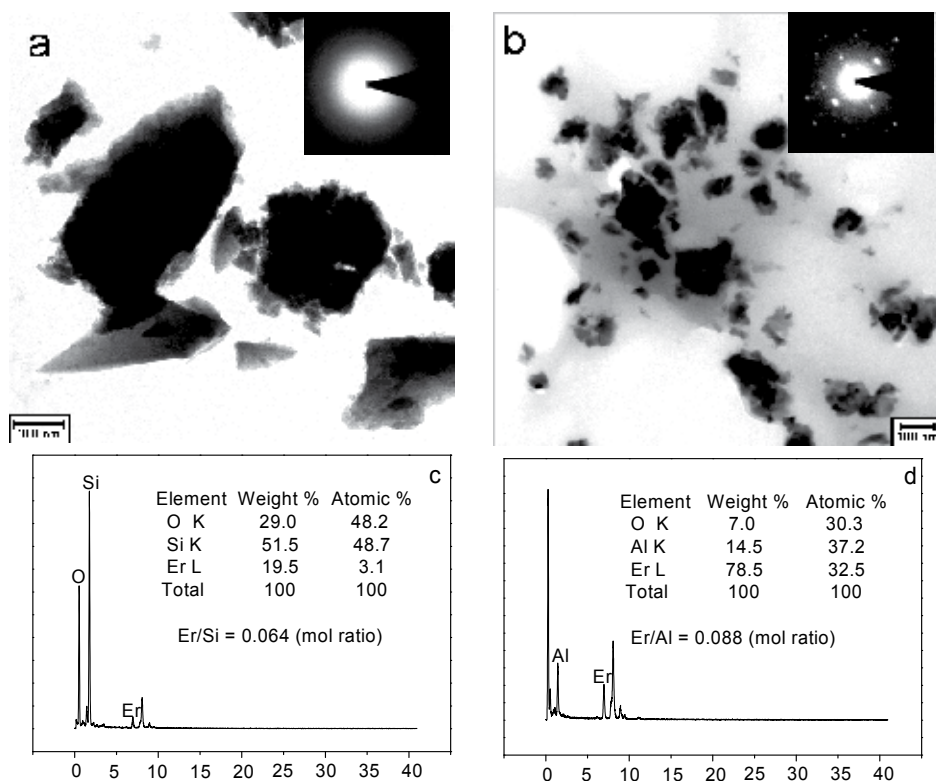 a
b
c
Si
O
Er
Element Weight % Atomic %
O K 29.0 48.2
Si K 51.5 48.7
Er L 19.5 3.1
Total 100 100
Er/Si = 0.064 (mol ratio)
0 5 10 15 20 25 30 35 40
d
Al
Er
Element Weight % Atomic %
O K 7.0 30.3
Al K 14.5 37.2
Er L 78.5 32.5
Total 100 100
Er/Al = 0.088 (mol ratio)
0 5 10 15 20 25 30 35 40